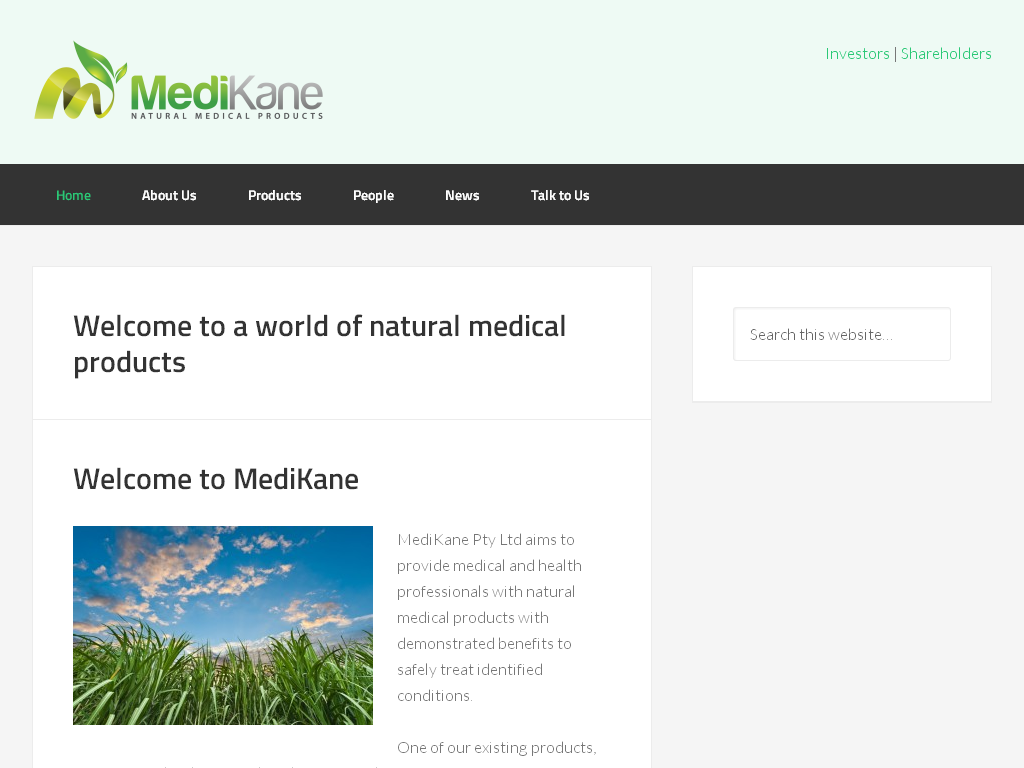 Investors | Shareholders
MediKane
NATURAL MEDICAL PRODUCTS
Home About Us Products People News Talk to Us
Welcome to a world of natural medical
products
Search this website…
Welcome to MediKane
MediKane Pty Ltd aims to
provide medical and health
professionals with natural
medical products with
demonstrated benefits to
safely treat identified
conditions.
One of our existing products,